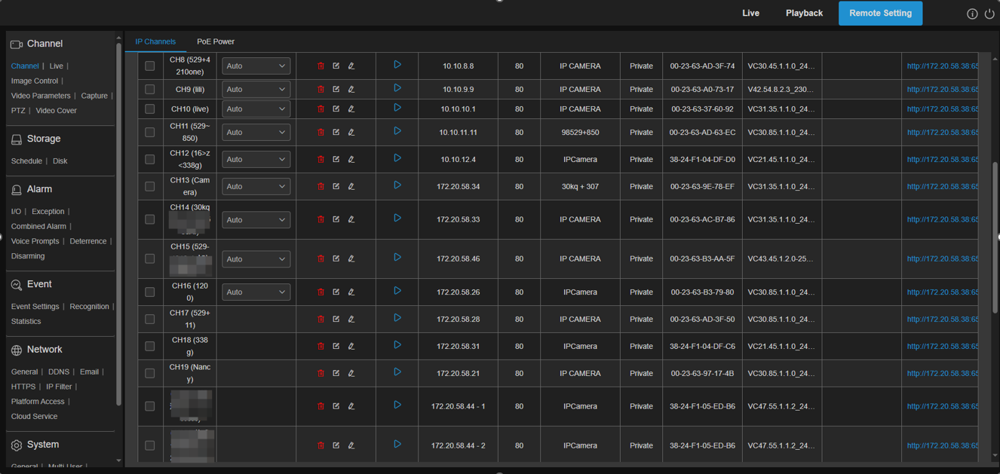 Live Playback Remote Setting
Channel
Channel | Live |
Image Control |
Video Parameters | Capture |
PTZ | Video Cover
Storage
Schedule | Disk
Alarm
I/O | Exception |
Combined Alarm |
Voice Prompts | Deterrence |
Disarming
Event
Event Settings | Recognition |
Statistics
Network
General | DDNS | Email |
HTTPS | IP Filter |
Platform Access |
Cloud Service
System
General | Multi User |
IP Channels PoE Power
CH8 (529+4
210one) Auto 10.10.8.8 80 IP CAMERA Private 00-23-63-AD-3F-74 VC30.45.1.1.0_24... http://172.20.58.38:65
CH9 (lili) Auto 10.10.9.9 80 IP CAMERA Private 00-23-63-A0-73-17 V42.54.8.2.3_230... http://172.20.58.38:65
CH10 (live) Auto 10.10.10.1 80 IP CAMERA Private 00-23-63-37-60-92 VC31.35.1.1.0_24... http://172.20.58.38:65
CH11 (529~
850) Auto 10.10.11.11 80 98529+850 Private 00-23-63-AD-63-EC VC30.85.1.1.0_24... http://172.20.58.38:65
CH12 (16>z
<338g) Auto 10.10.12.4 80 IPCamera Private 38-24-F1-04-DF-D0 VC21.45.1.1.0_24... http://172.20.58.38:65
CH13 (Cam
era) Auto 172.20.58.34 80 30kq + 307 Private 00-23-63-9E-78-EF VC31.35.1.1.0_24... http://172.20.58.38:65
CH14 (30kq
Auto 172.20.58.33 80 IP CAMERA Private 00-23-63-AC-B7-86 VC31.35.1.1.0_24... http://172.20.58.38:65
CH15 (529-
Auto 172.20.58.46 80 IP CAMERA Private 00-23-63-B3-AA-5F VC43.45.1.2.0-25... http://172.20.58.38:65
CH16 (120
0) Auto 172.20.58.26 80 IPCamera Private 00-23-63-B3-79-80 VC30.85.1.1.0_24... http://172.20.58.38:65
CH17 (529+
11) 172.20.58.28 80 IP CAMERA Private 00-23-63-AD-3F-50 VC30.85.1.1.0_24... http://172.20.58.38:65
CH18 (338
g) 172.20.58.31 80 IPCamera Private 38-24-F1-04-DF-C6 VC21.45.1.1.0_24... http://172.20.58.38:65
CH19 (Nanc
y) 172.20.58.21 80 IP CAMERA Private 00-23-63-97-17-4B VC30.85.1.1.0_24... http://172.20.58.38:65
172.20.58.44 - 1 80 IPCamera Private 38-24-F1-05-ED-B6 VC47.55.1.1.2_24... http://172.20.58.38:65
172.20.58.44 - 2 80 IPCamera Private 38-24-F1-05-ED-B6 VC47.55.1.1.2_24... http://172.20.58.38:65